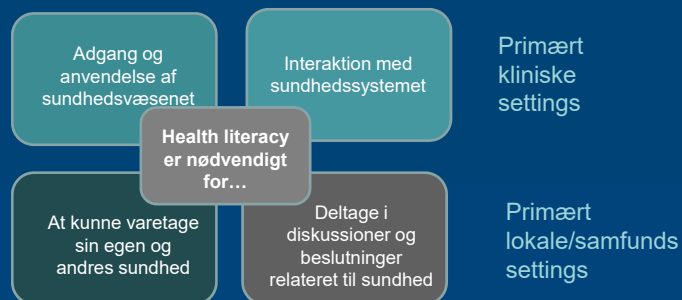 Adgang og
anvendelse af
sundhedsvæsenet
Interaktion med
sundhedssystemet
Primært
kliniske
settings
Health literacy
er nødvendigt
for…
At kunne varetage
sin egen og
andres sundhed
Deltage i
diskussioner og
beslutninger
relateret til sundhed
Primært
lokale/samfunds
settings